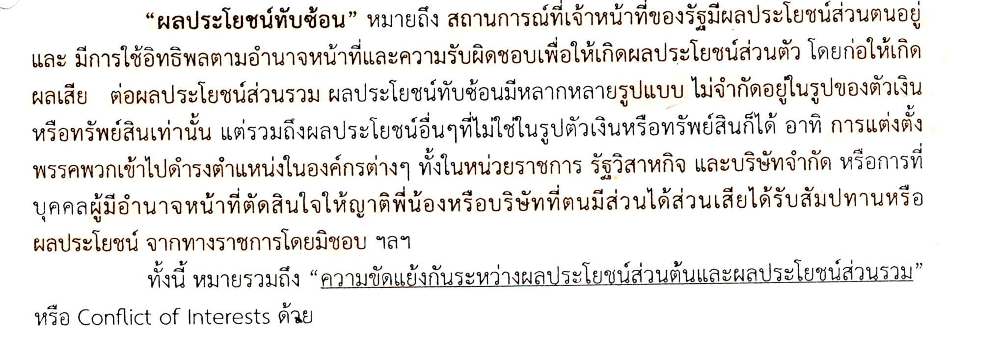 “ผลประโยชน์ทับซ้อน” หมายถึง สถานการณ์ที่เจ้าหน้าที่ของรัฐมีผลประโยชน์ส่วนตนอยู่
และ มีการใช้อิทธิพลตามอำนาจหน้าที่และความรับผิดชอบเพื่อให้เกิดผลประโยชน์ส่วนตัว โดยก่อให้เกิด
ผลเสีย ต่อผลประโยชน์ส่วนรวม ผลประโยชน์ทับซ้อนมีหลากหลายรูปแบบ ไม่จำกัดอยู่ในรูปของตัวเงิน
หรือทรัพย์สินเท่านั้น แต่รวมถึงผลประโยชน์อื่นๆที่ไม่ใช่ในรูปตัวเงินหรือทรัพย์สินก็ได้ อาทิ การแต่งตั้ง
พรรคพวกเข้าไปดำรงตำแหน่งในองค์กรต่างๆ ทั้งในหน่วยราชการ รัฐวิสาหกิจ และบริษัทจำกัด หรือการที่
บุคคลผู้มีอำนาจหน้าที่ตัดสินใจให้ญาติพี่น้องหรือบริษัทที่ตนมีส่วนได้ส่วนเสียได้รับสัมปทานหรือ
ผลประโยชน์ จากทางราชการโดยมิชอบ ฯลฯ
ทั้งนี้ หมายรวมถึง “ความขัดแย้งกันระหว่างผลประโยชน์ส่วนต้นและผลประโยชน์ส่วนรวม”
หรือ Conflict of Interests ด้วย